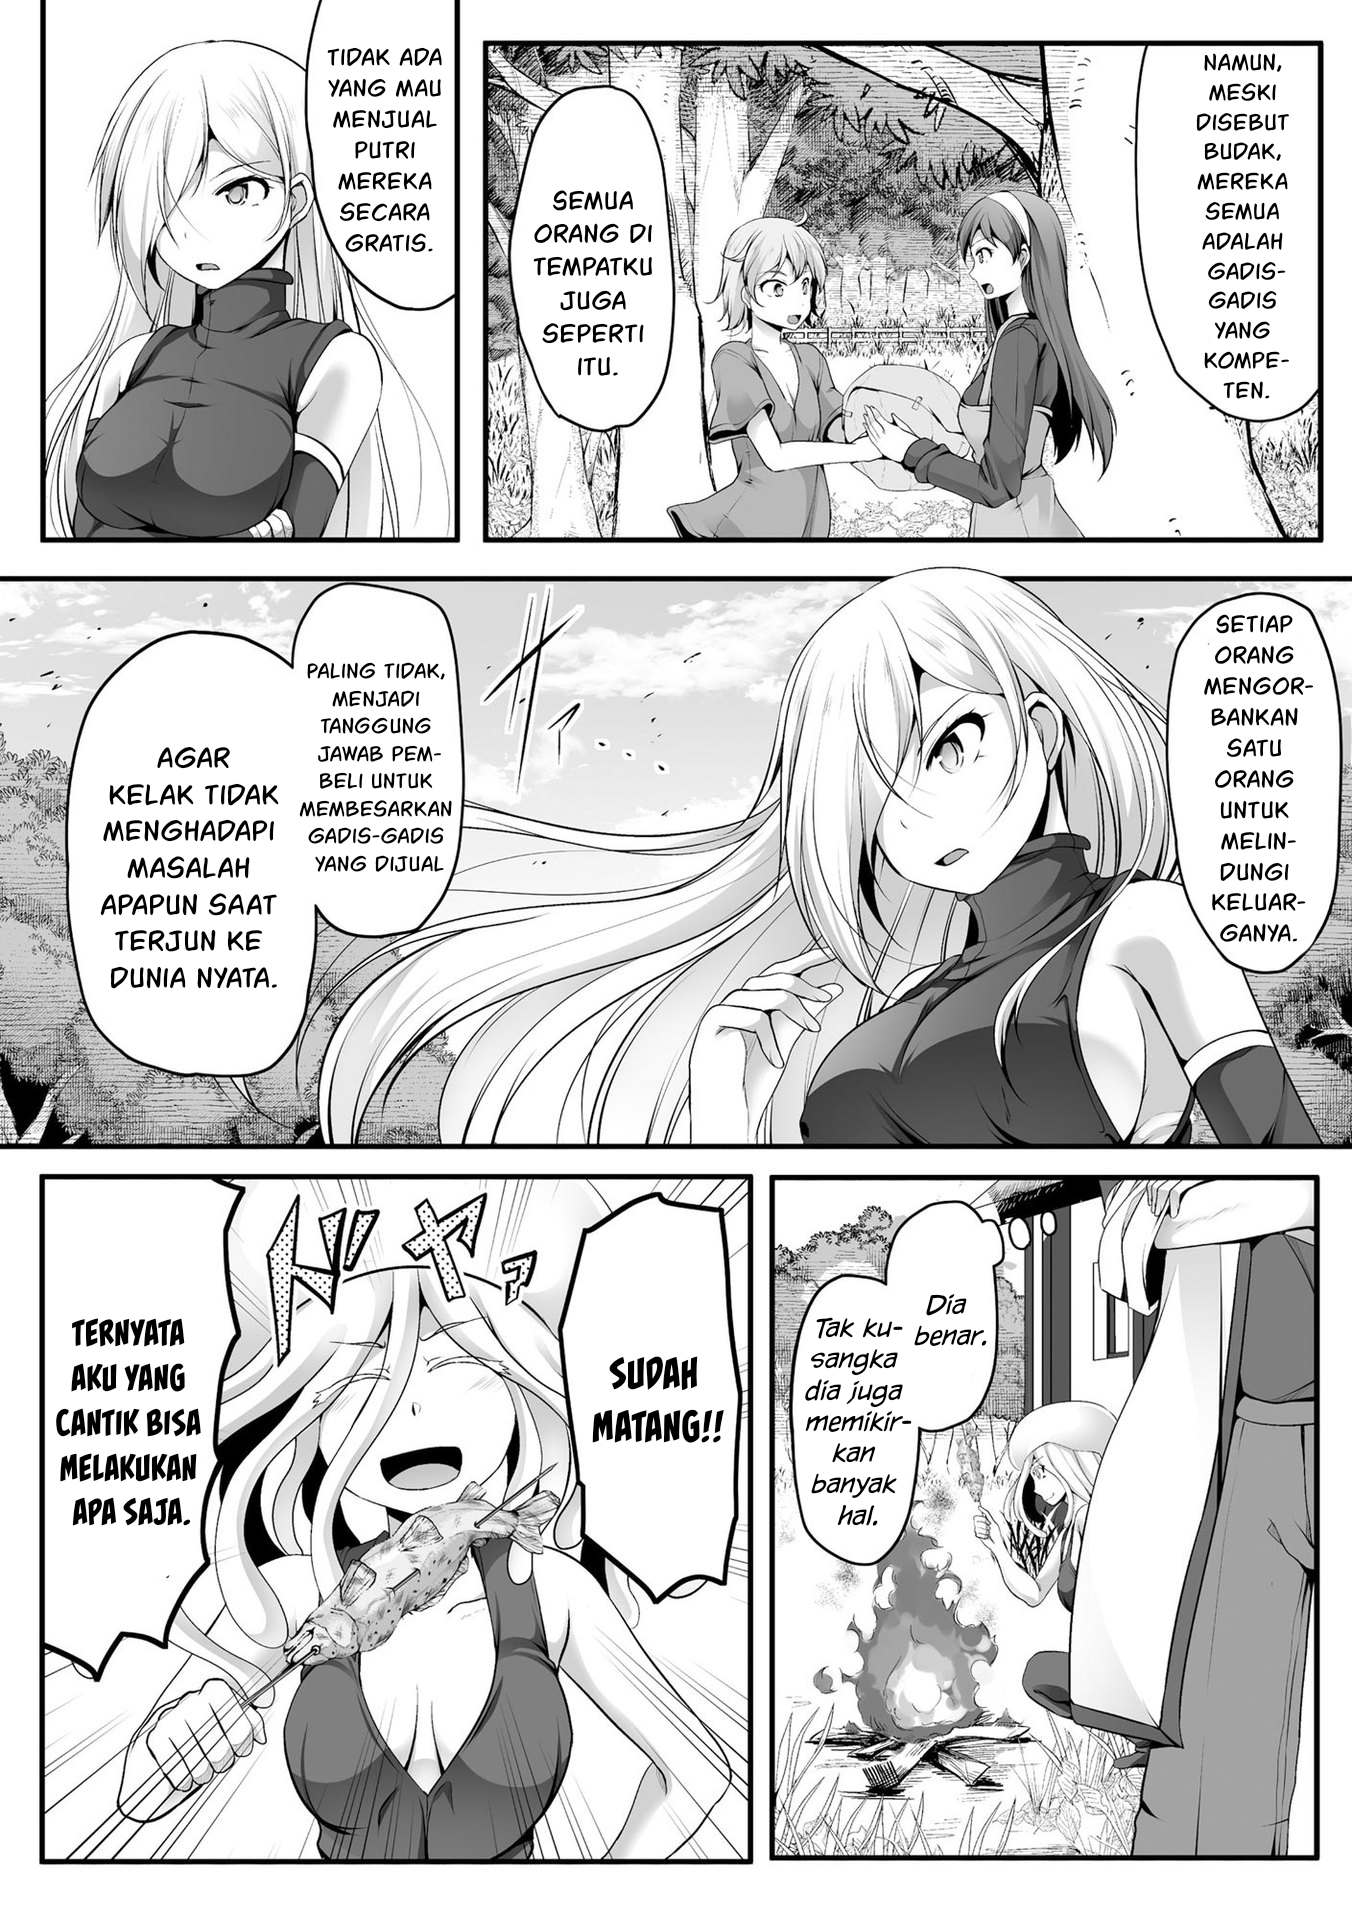 NAMUN,
MESKI
DISEBUT
BUDAK,
MEREKA
SEMUA
ADALAH
GADIS-
GADIS
YANG
KOMPE-
TEN.
SEMUA
ORANG DI
TEMPATKU
JUGA
SEPERTI
ITU.
TIDAK ADA
YANG MAU
MENJUAL
PUTRI
MEREKA
SECARA
GRATIS.
SETIAP
ORANG
MENGOR-
BANKAN
SATU
ORANG
UNTUK
MELIN-
DUNGI
KELUAR-
GANYA.
PALING TIDAK,
MENJADI
TANGGUNG
JAWAB PEM-
BELI UNTUK
MEMBESARKAN
GADIS-GADIS
YANG DIJUAL
AGAR
KELAK TIDAK
MENGHADAPI
MASALAH
APAPUN SAAT
TERJUN KE
DUNIA NYATA.
Dia
benar.
Tak ku-
sangka
dia juga
memikir-
kan
banyak
hal.
SUDAH
MATANG!!
ドヤァ
TERNYATA
AKU YANG
CANTIK BISA
MELAKUKAN
APA SAJA.